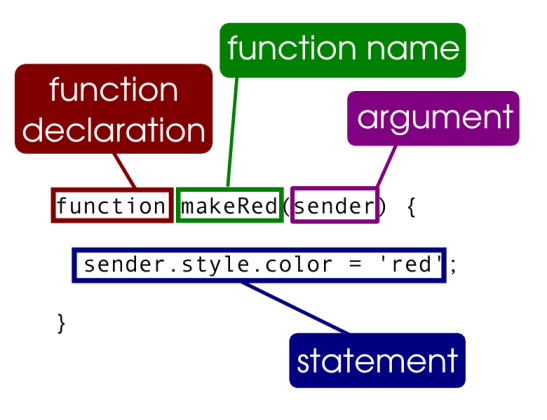 function name
function
declaration
argument
function makeRed(sender) {
sender.style.color = 'red';
}
statement